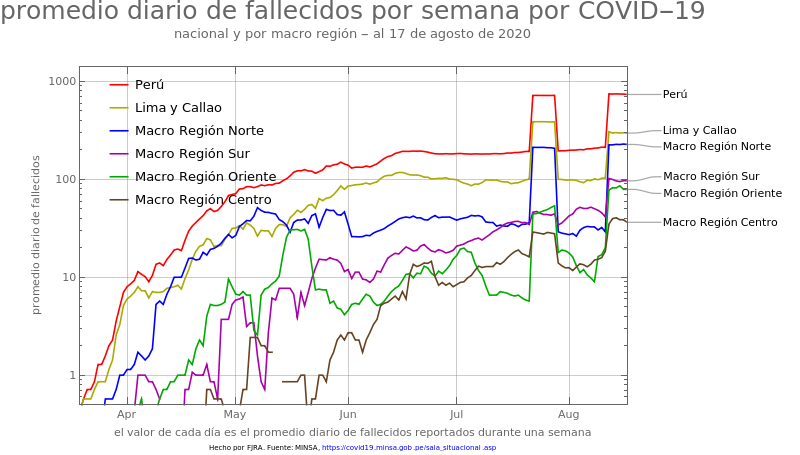 promedio diario de fallecidos por semana por COVID−19
nacional y por macro región − al 17 de agosto de 2020
promedio diario de fallecidos
1000
100
10
1
Perú
Lima y Callao
Macro Región Norte
Macro Región Sur
Macro Región Oriente
Macro Región Centro
Perú
Lima y Callao
Macro Región Norte
Macro Región Sur
Macro Región Oriente
Macro Región Centro
Apr May Jun Jul Aug
el valor de cada día es el promedio diario de fallecidos reportados durante una semana
Hecho por FJRA. Fuente: MINSA, https://covid19.minsa.gob.pe/sala_situacional .asp